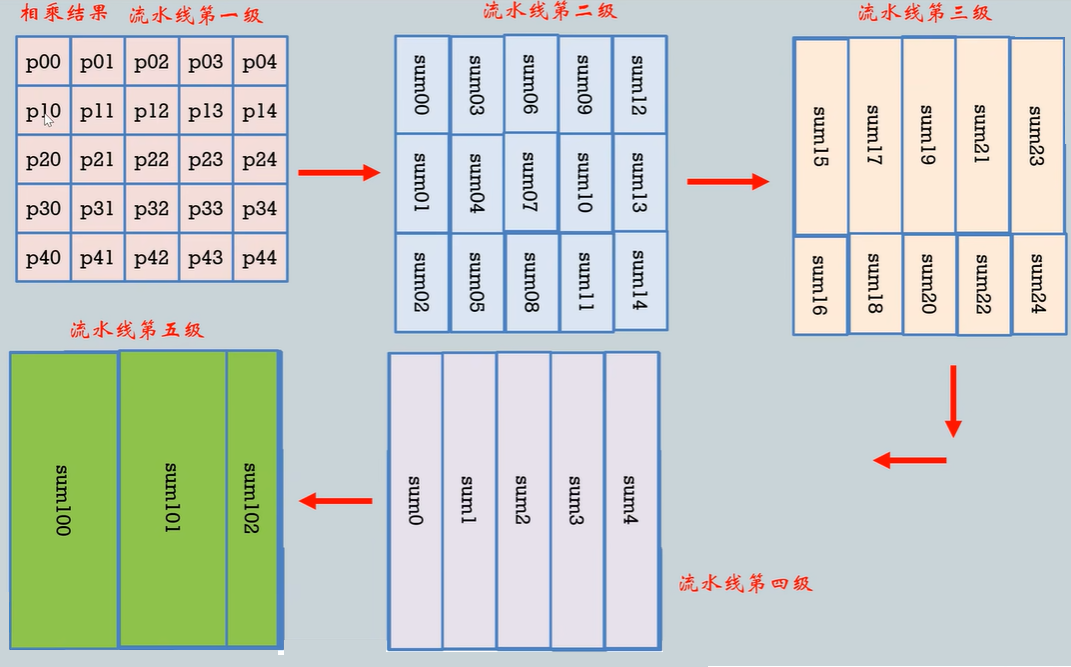 相乘结果 流水线第一级
p00 p01 p02 p03 p04
p10 p11 p12 p13 p14
p20 p21 p22 p23 p24
p30 p31 p32 p33 p34
p40 p41 p42 p43 p44
流水线第二级
sum00 sum03 sum06 sum09 sum12
sum01 sum04 sum07 sum10 sum13
sum02 sum05 sum08 sum11 sum14
流水线第三级
sum15 sum17 sum19 sum21 sum23
sum16 sum18 sum20 sum22 sum24
流水线第四级
sum0 sum1 sum2 sum3 sum4
流水线第五级
sum100 sum101 sum102